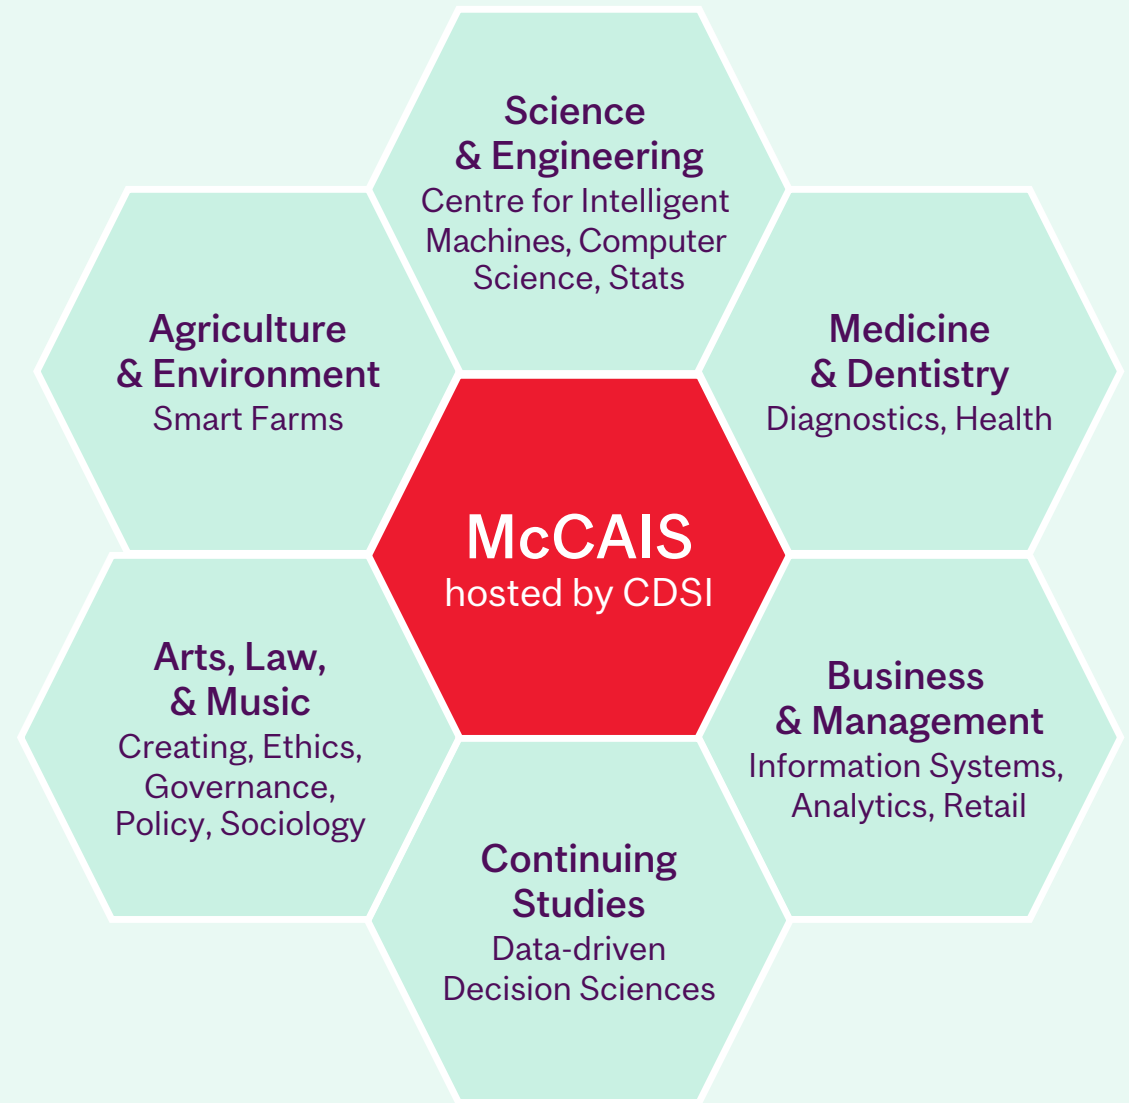 Science
& Engineering
Centre for Intelligent
Machines, Computer
Science, Stats
Agriculture
& Environment
Smart Farms
Medicine
& Dentistry
Diagnostics, Health
McCAIS
hosted by CDSI
Arts, Law,
& Music
Creating, Ethics,
Governance,
Policy, Sociology
Business
& Management
Information Systems,
Analytics, Retail
Continuing
Studies
Data-driven
Decision Sciences